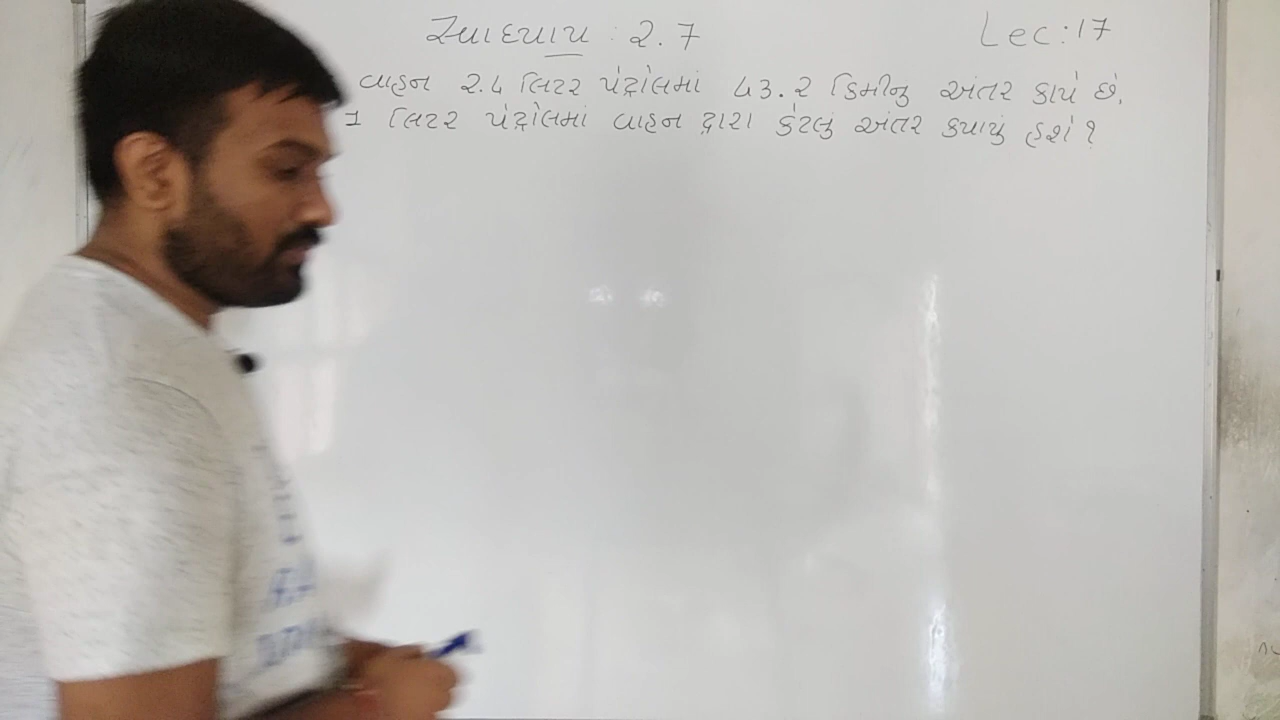 સ્વાધ્યાય : 2.7
Lec:17
વાહન 2.4 લિટર પેટ્રોલમાં 43.2 કિમીનું અંતર કાપે છે.
1 લિટર પેટ્રોલમાં વાહન દ્વારા કેટલું અંતર કપાયું હશે ?